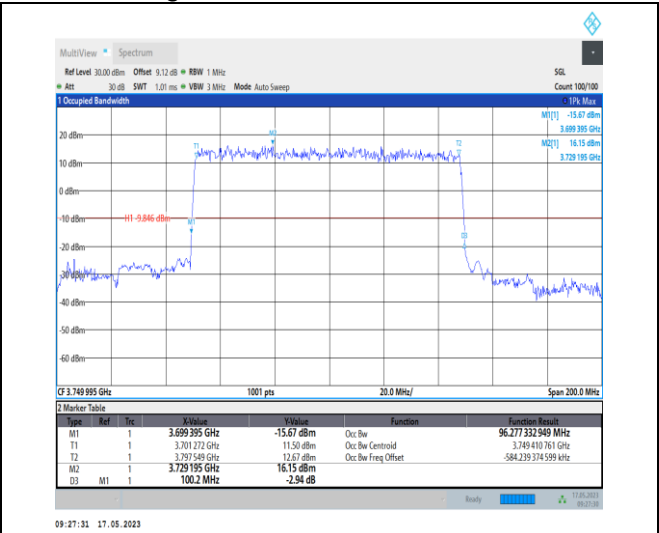 MultiView Spectrum
Ref Level 30.00 dBm Offset 9.12 dB RBW 1 MHz SGL
Att 30 dB SWT 1.01 ms VBW 3 MHz Mode Auto Sweep Count 100/100
1 Occupied Bandwidth 1Pk Max
M1[1] -15.67 dBm
3.699 395 GHz
20 dBm M2 T1 T2 M2[1] 16.15 dBm
3.729 195 GHz
10 dBm
0 dBm
-10 dBm H1 -9.846 dBm M1
-20 dBm D3
-30 dBm
-40 dBm
-50 dBm
-60 dBm
CF 3.749 995 GHz 1001 pts 20.0 MHz/ Span 200.0 MHz
2 Marker Table
Type Ref Trc X-Value Y-Value Function Function Result
M1 1 3.699 395 GHz -15.67 dBm Occ Bw 96.277 332 949 MHz
T1 1 3.701 272 GHz 11.50 dBm Occ Bw Centroid 3.749 410 761 GHz
T2 1 3.797 549 GHz 12.67 dBm Occ Bw Freq Offset -584.239 374 599 kHz
M2 1 3.729 195 GHz 16.15 dBm
D3 M1 1 100.2 MHz -2.94 dB
Ready 17.05.2023
09:27:30
09:27:31 17.05.2023